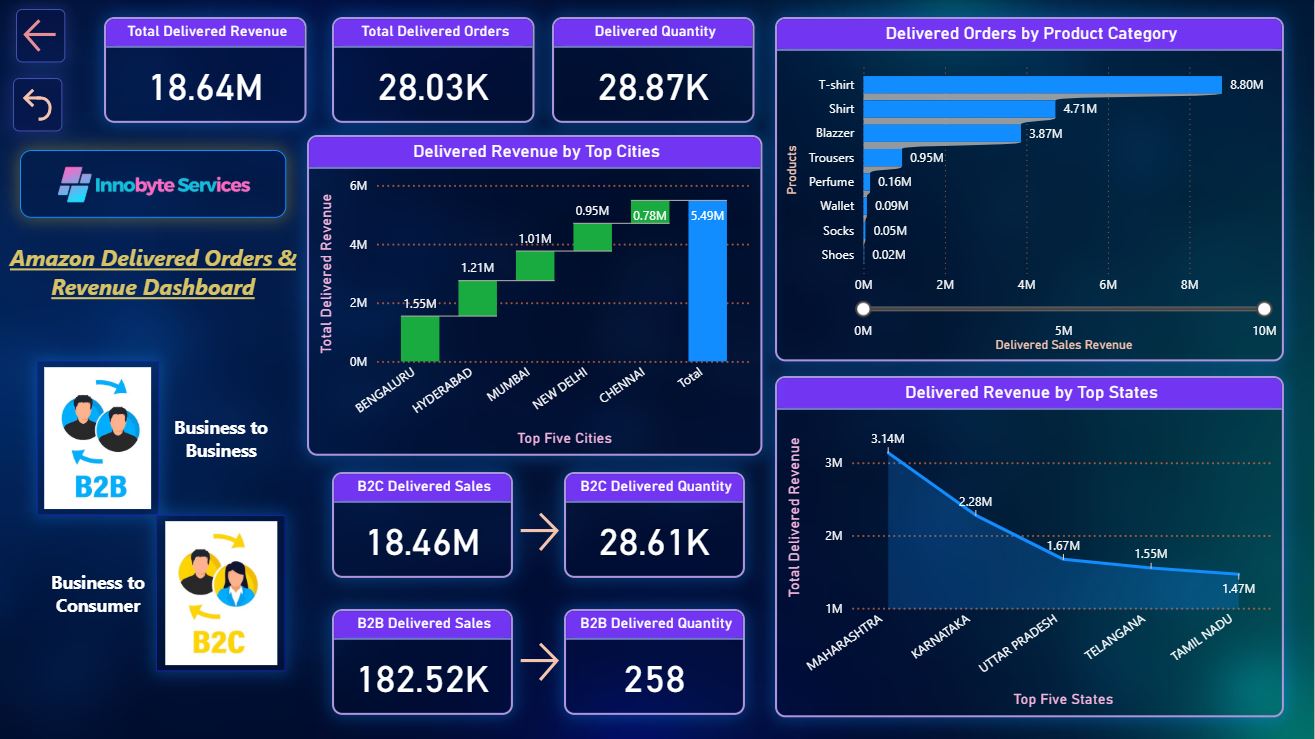 Total Delivered Revenue
18.64M
Total Delivered Orders
28.03K
Delivered Quantity
28.87K
Innobyte Services
Amazon Delivered Orders &
Revenue Dashboard
B2B
Business to
Business
Business to
Consumer
B2C
Delivered Revenue by Top Cities
Total Delivered Revenue
6M
4M
2M
0M
1.55M
1.21M
1.01M
0.95M
0.78M
5.49M
BENGALURU
HYDERABAD
MUMBAI
NEW DELHI
CHENNAI
Total
Top Five Cities
B2C Delivered Sales
18.46M
B2C Delivered Quantity
28.61K
B2B Delivered Sales
182.52K
B2B Delivered Quantity
258
Delivered Orders by Product Category
Products
T-shirt 8.80M
Shirt 4.71M
Blazzer 3.87M
Trousers 0.95M
Perfume 0.16M
Wallet 0.09M
Socks 0.05M
Shoes 0.02M
0M 2M 4M 6M 8M
0M 5M 10M
Delivered Sales Revenue
Delivered Revenue by Top States
Total Delivered Revenue
3M
2M
1M
3.14M
2.28M
1.67M
1.55M
1.47M
MAHARASHTRA
KARNATAKA
UTTAR PRADESH
TELANGANA
TAMIL NADU
Top Five States